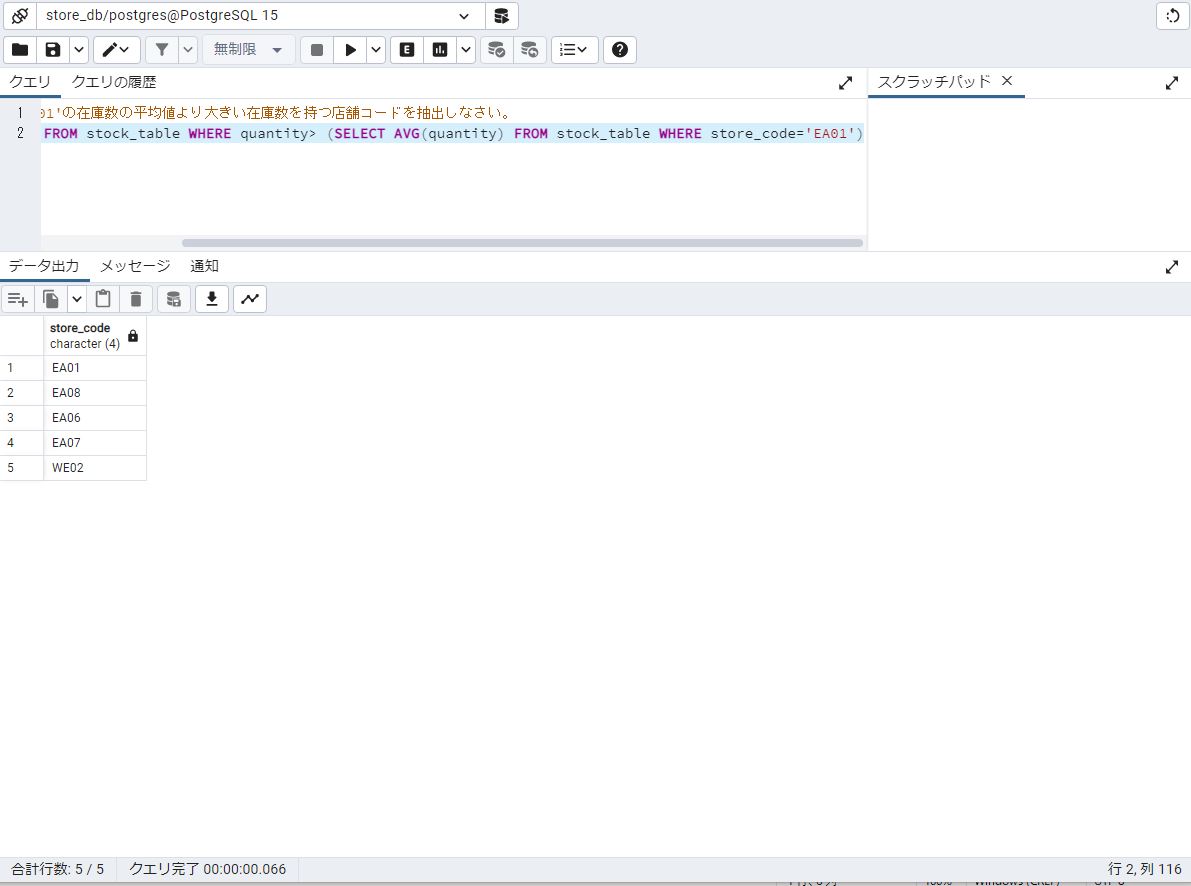 store_db/postgres@PostgreSQL 15
無制限
E
クエリ クエリの履歴
スクラッチパッド ×
1 01'の在庫数の平均値より大きい在庫数を持つ店舗コードを抽出しなさい。
2 FROM stock_table WHERE quantity> (SELECT AVG(quantity) FROM stock_table WHERE store_code='EA01')
データ出力 メッセージ 通知
store_code
character (4)
1 EA01
2 EA08
3 EA06
4 EA07
5 WE02
合計行数: 5 / 5 クエリ完了 00:00:00.066 行 2, 列 116